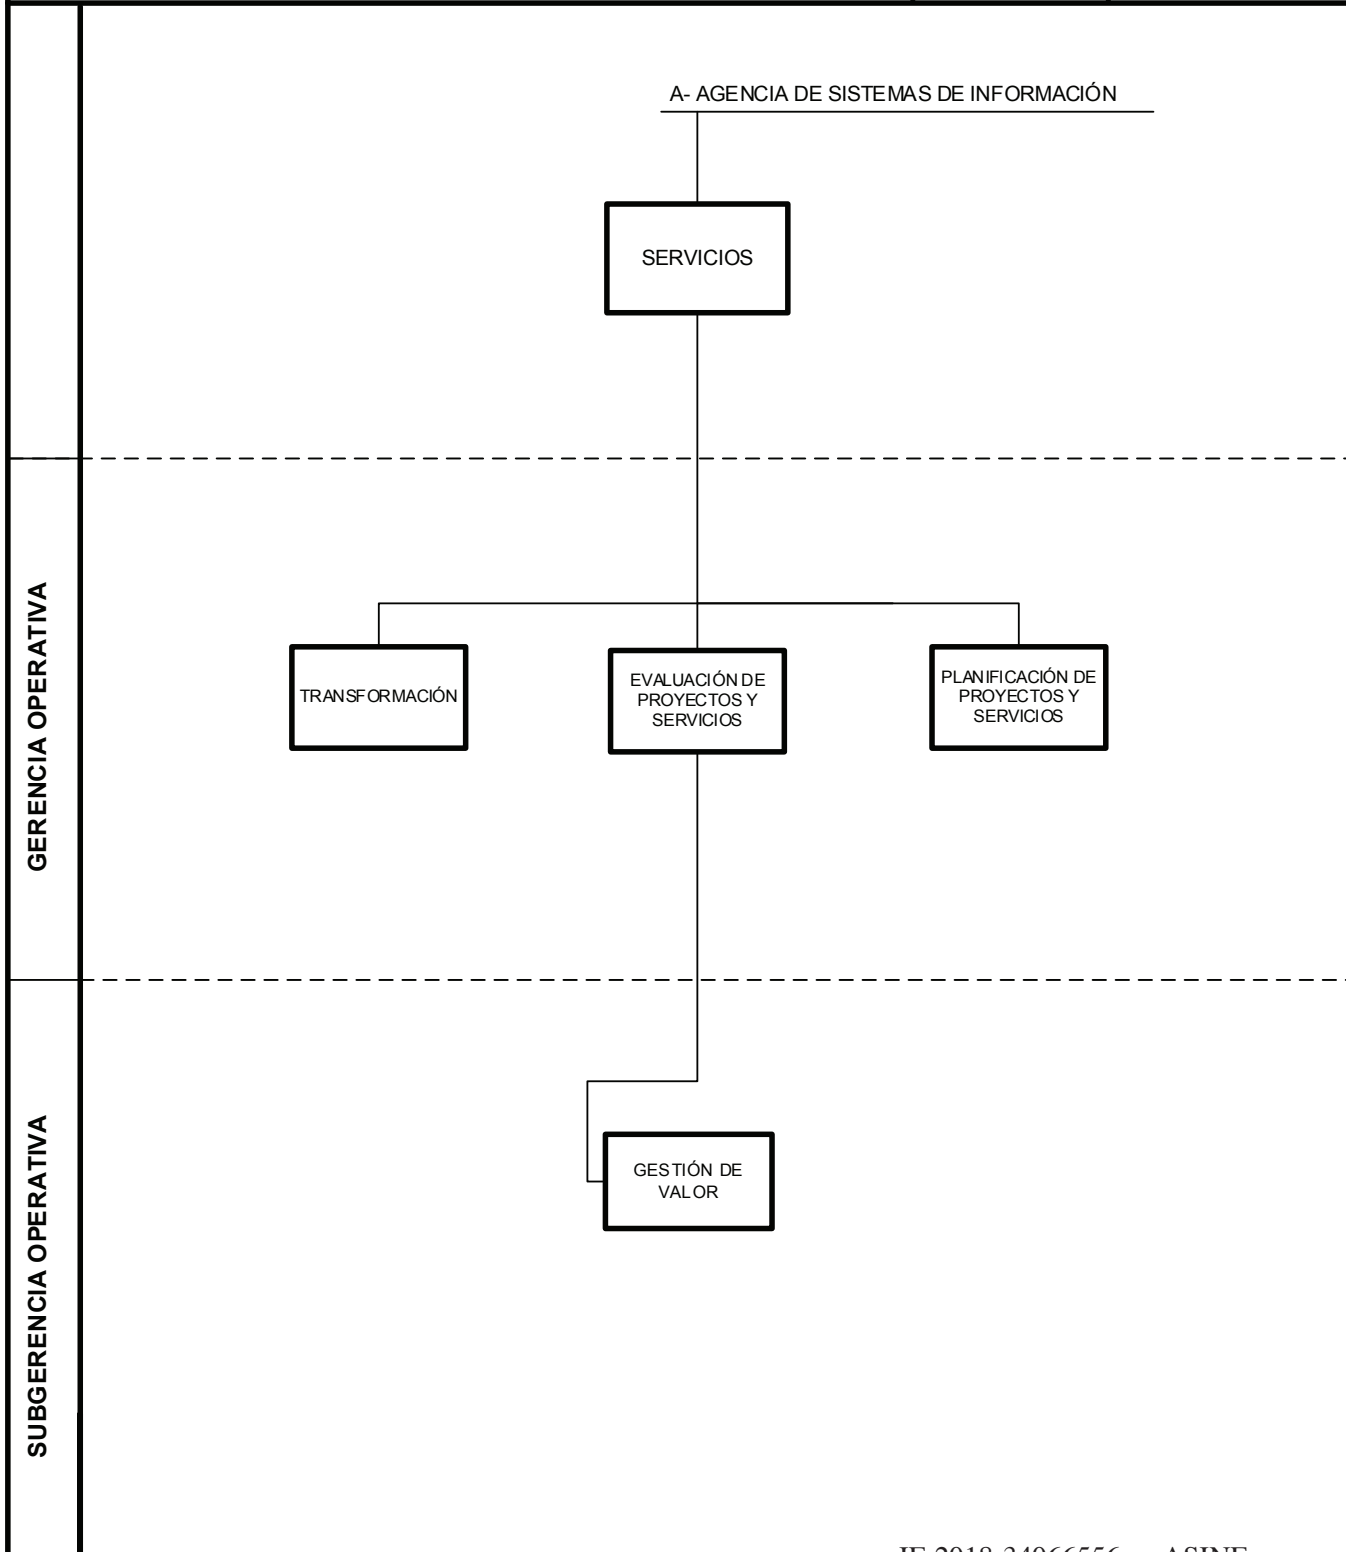 A- AGENCIA DE SISTEMAS DE INFORMACIÓN
SERVICIOS
GERENCIA OPERATIVA
TRANSFORMACIÓN
EVALUACIÓN DE
PROYECTOS Y
SERVICIOS
PLANIFICACIÓN DE
PROYECTOS Y
SERVICIOS
SUBGERENCIA OPERATIVA
GESTIÓN DE
VALOR